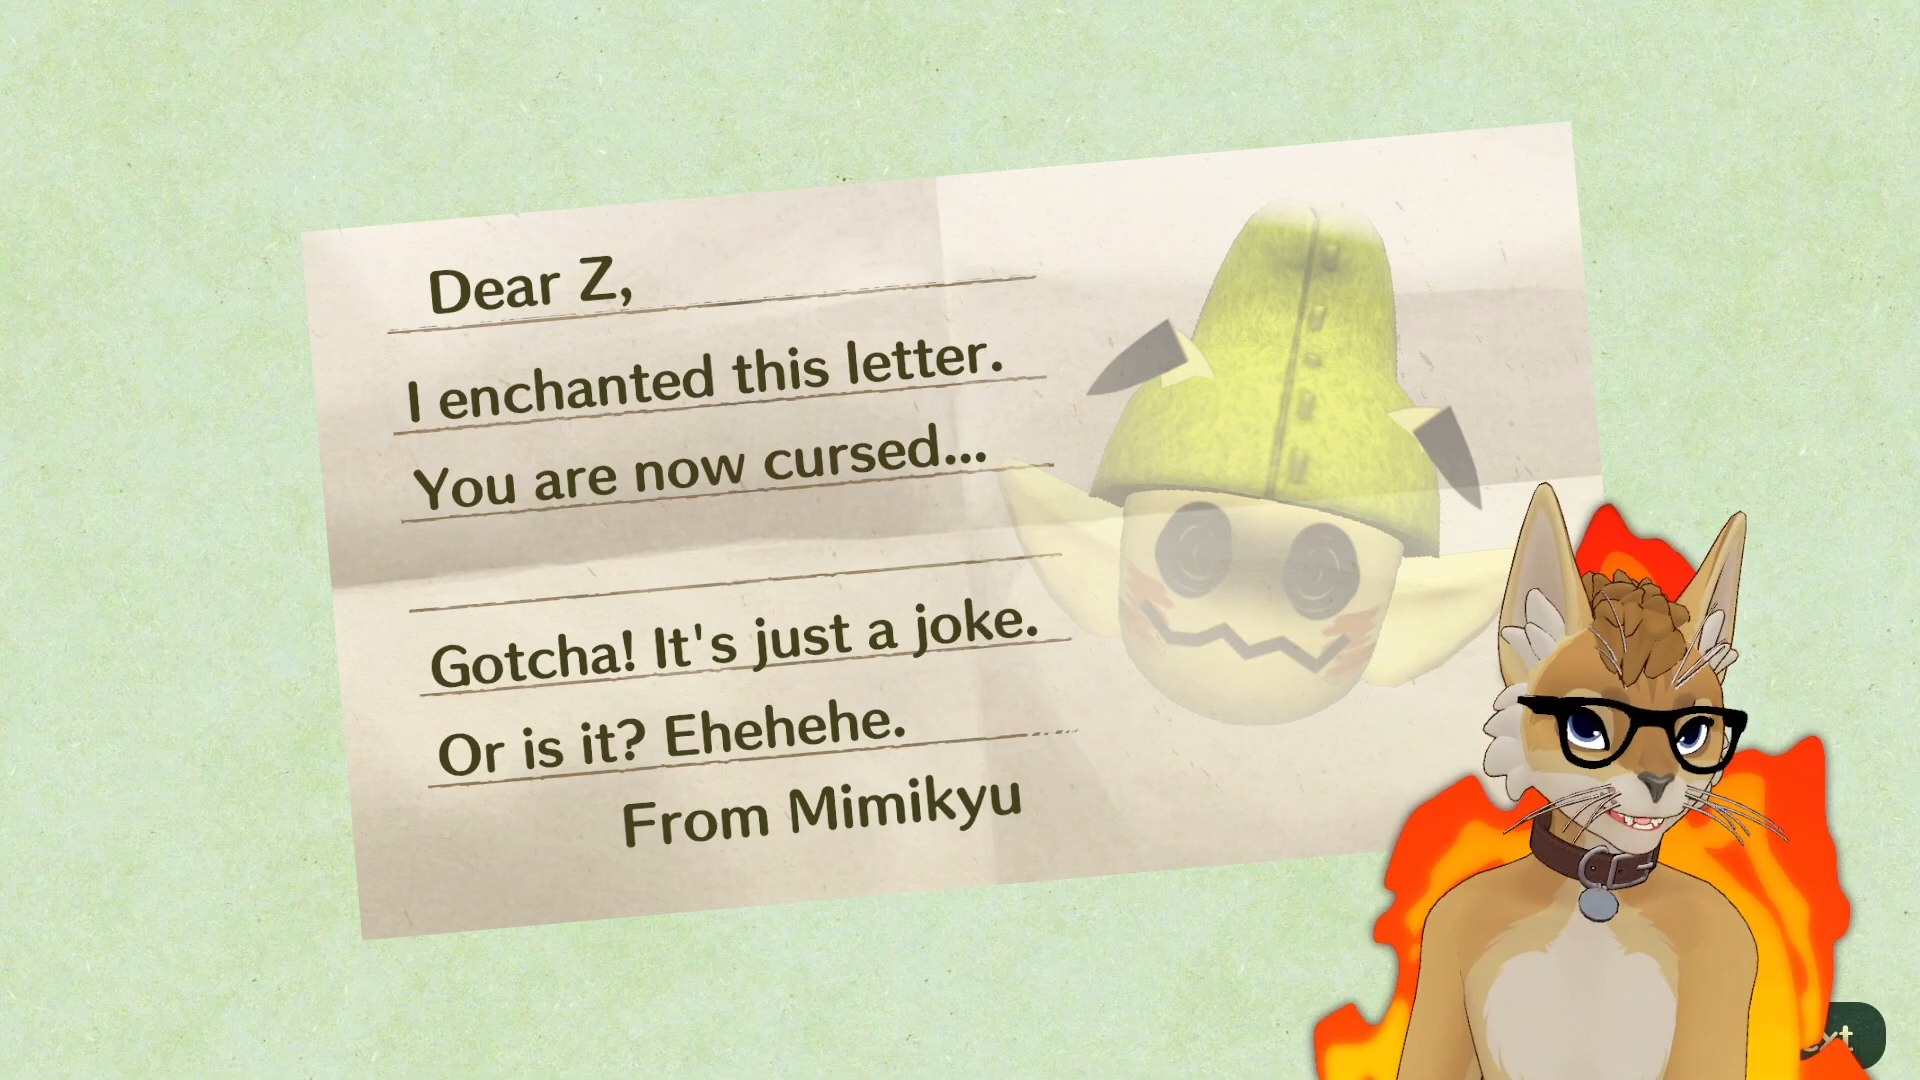 Dear Z,
I enchanted this letter.
You are now cursed...
Gotcha! It's just a joke.
Or is it? Ehehehe.
From Mimikyu